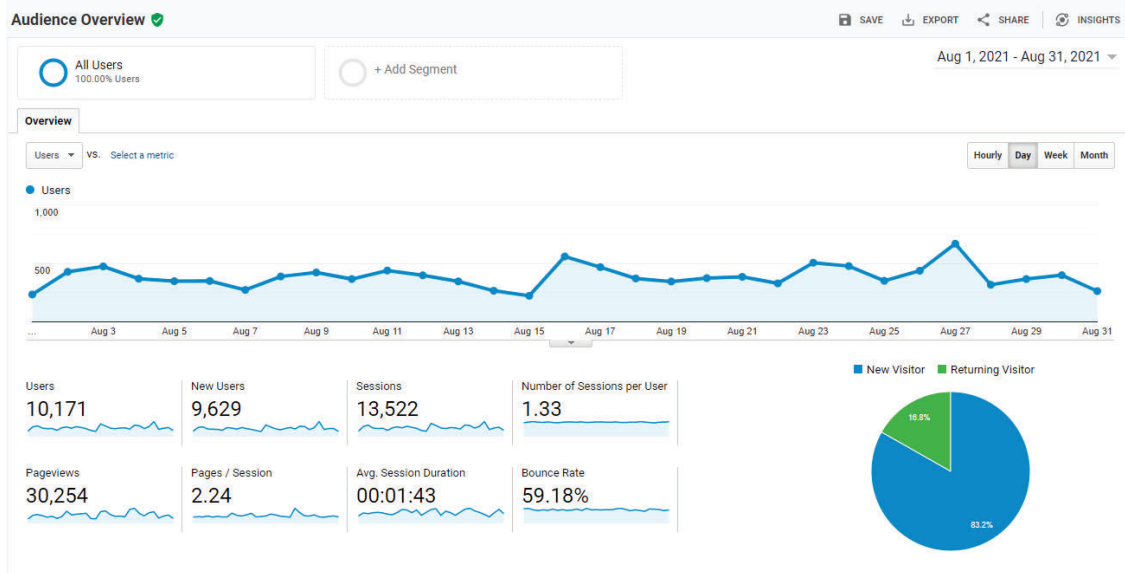 Audience Overview
SAVE EXPORT SHARE INSIGHTS
All Users
100.00% Users
+ Add Segment
Aug 1, 2021 - Aug 31, 2021
Overview
Users VS. Select a metric
Hourly Day Week Month
Users
1,000
500
... Aug 3 Aug 5 Aug 7 Aug 9 Aug 11 Aug 13 Aug 15 Aug 17 Aug 19 Aug 21 Aug 23 Aug 25 Aug 27 Aug 29 Aug 31
New Visitor Returning Visitor
Users
10,171
New Users
9,629
Sessions
13,522
Number of Sessions per User
1.33
Pageviews
30,254
Pages / Session
2.24
Avg. Session Duration
00:01:43
Bounce Rate
59.18%
16.8%
83.2%